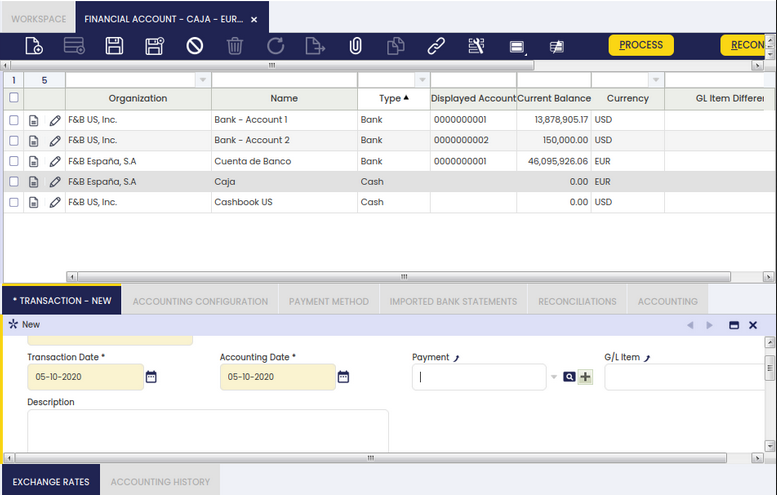 WORKSPACE FINANCIAL ACCOUNT - CAJA - EUR... ×
PROCESS RECON
1 5
Organization Name Type Displayed Account Current Balance Currency GL Item Differen
F&B US, Inc. Bank - Account 1 Bank 0000000001 13,878,905.17 USD
F&B US, Inc. Bank - Account 2 Bank 0000000002 150,000.00 USD
F&B España, S.A Cuenta de Banco Bank 0000000001 46,095,926.06 EUR
F&B España, S.A Caja Cash 0.00 EUR
F&B US, Inc. Cashbook US Cash 0.00 USD
* TRANSACTION - NEW ACCOUNTING CONFIGURATION PAYMENT METHOD IMPORTED BANK STATEMENTS RECONCILIATIONS ACCOUNTING
New
Transaction Date * Accounting Date * Payment G/L Item
05-10-2020 05-10-2020
Description
EXCHANGE RATES ACCOUNTING HISTORY